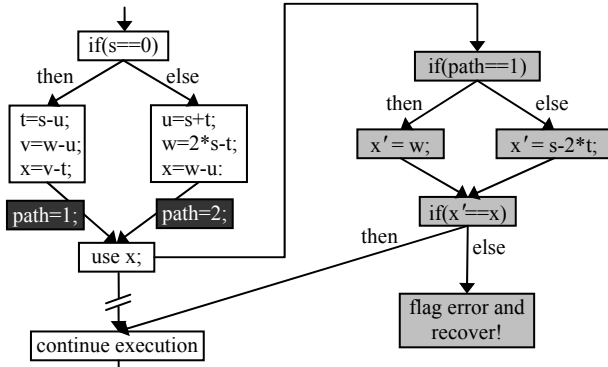 if(s==0)
then
else
t=s-u;
v=w-u;
x=v-t;
u=s+t;
w=2*s-t;
x=w-u:
path=1;
path=2;
use x;
continue execution
if(path==1)
then
else
x′= w;
x′= s-2*t;
if(x′==x)
then
else
flag error and
recover!